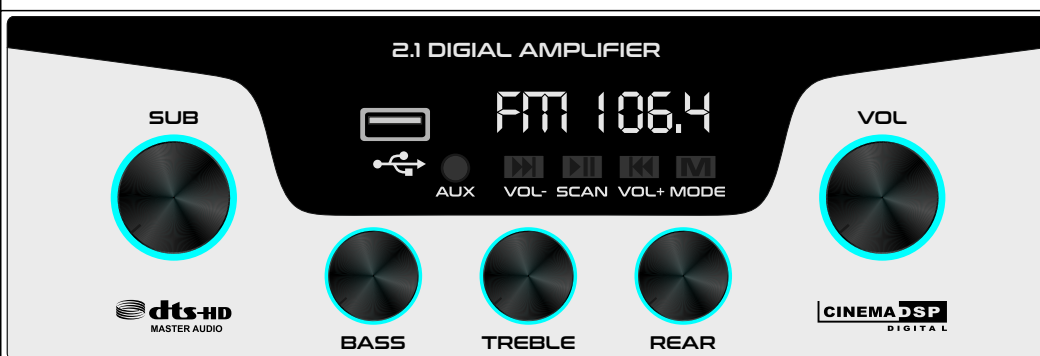 2.1 DIGIAL AMPLIFIER
FM 106.4
SUB
VOL
AUX
VOL- SCAN VOL+ MODE
M
dts-HD
MASTER AUDIO
CINEMA DSP
DIGITAL
BASS
TREBLE
REAR